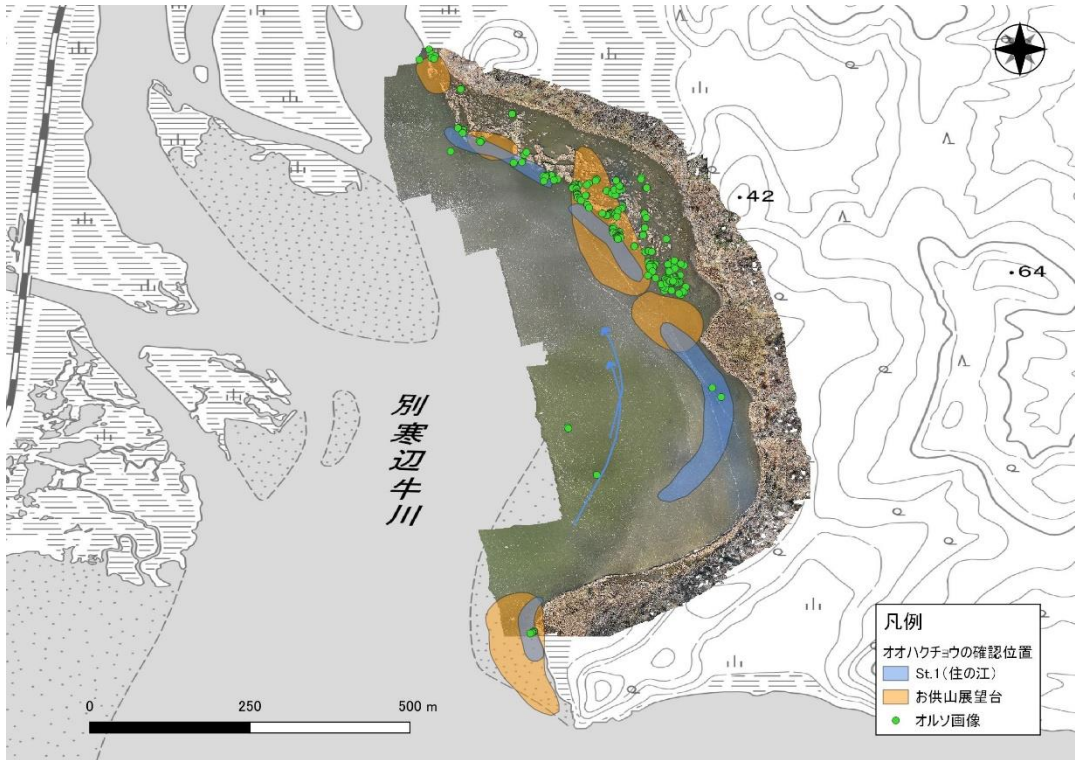 42
64
別寒辺牛川
凡例
オオハクチョウの確認位置
St.1(住の江)
お供山展望台
オルソ画像
0 250 500 m